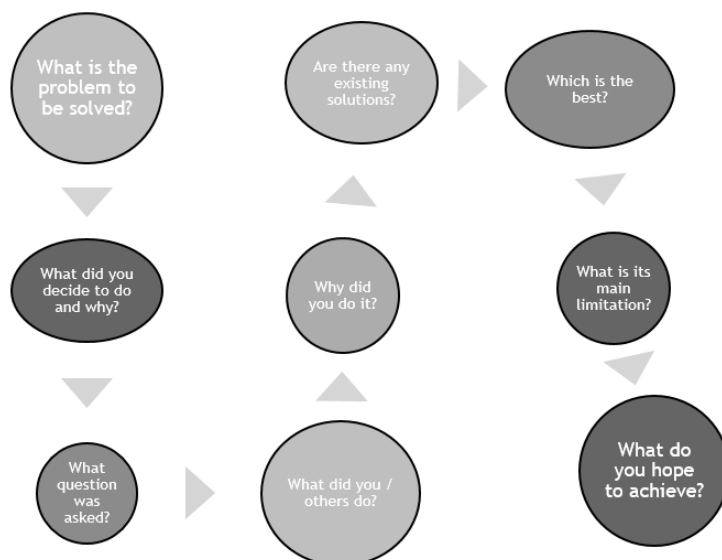 What is the
problem to
be solved?
What did you
decide to do
and why?
What
question
was
asked?
What did you /
others do?
Why did
you do it?
Are there any
existing
solutions?
Which is the
best?
What is its
main
limitation?
What do
you hope
to achieve?